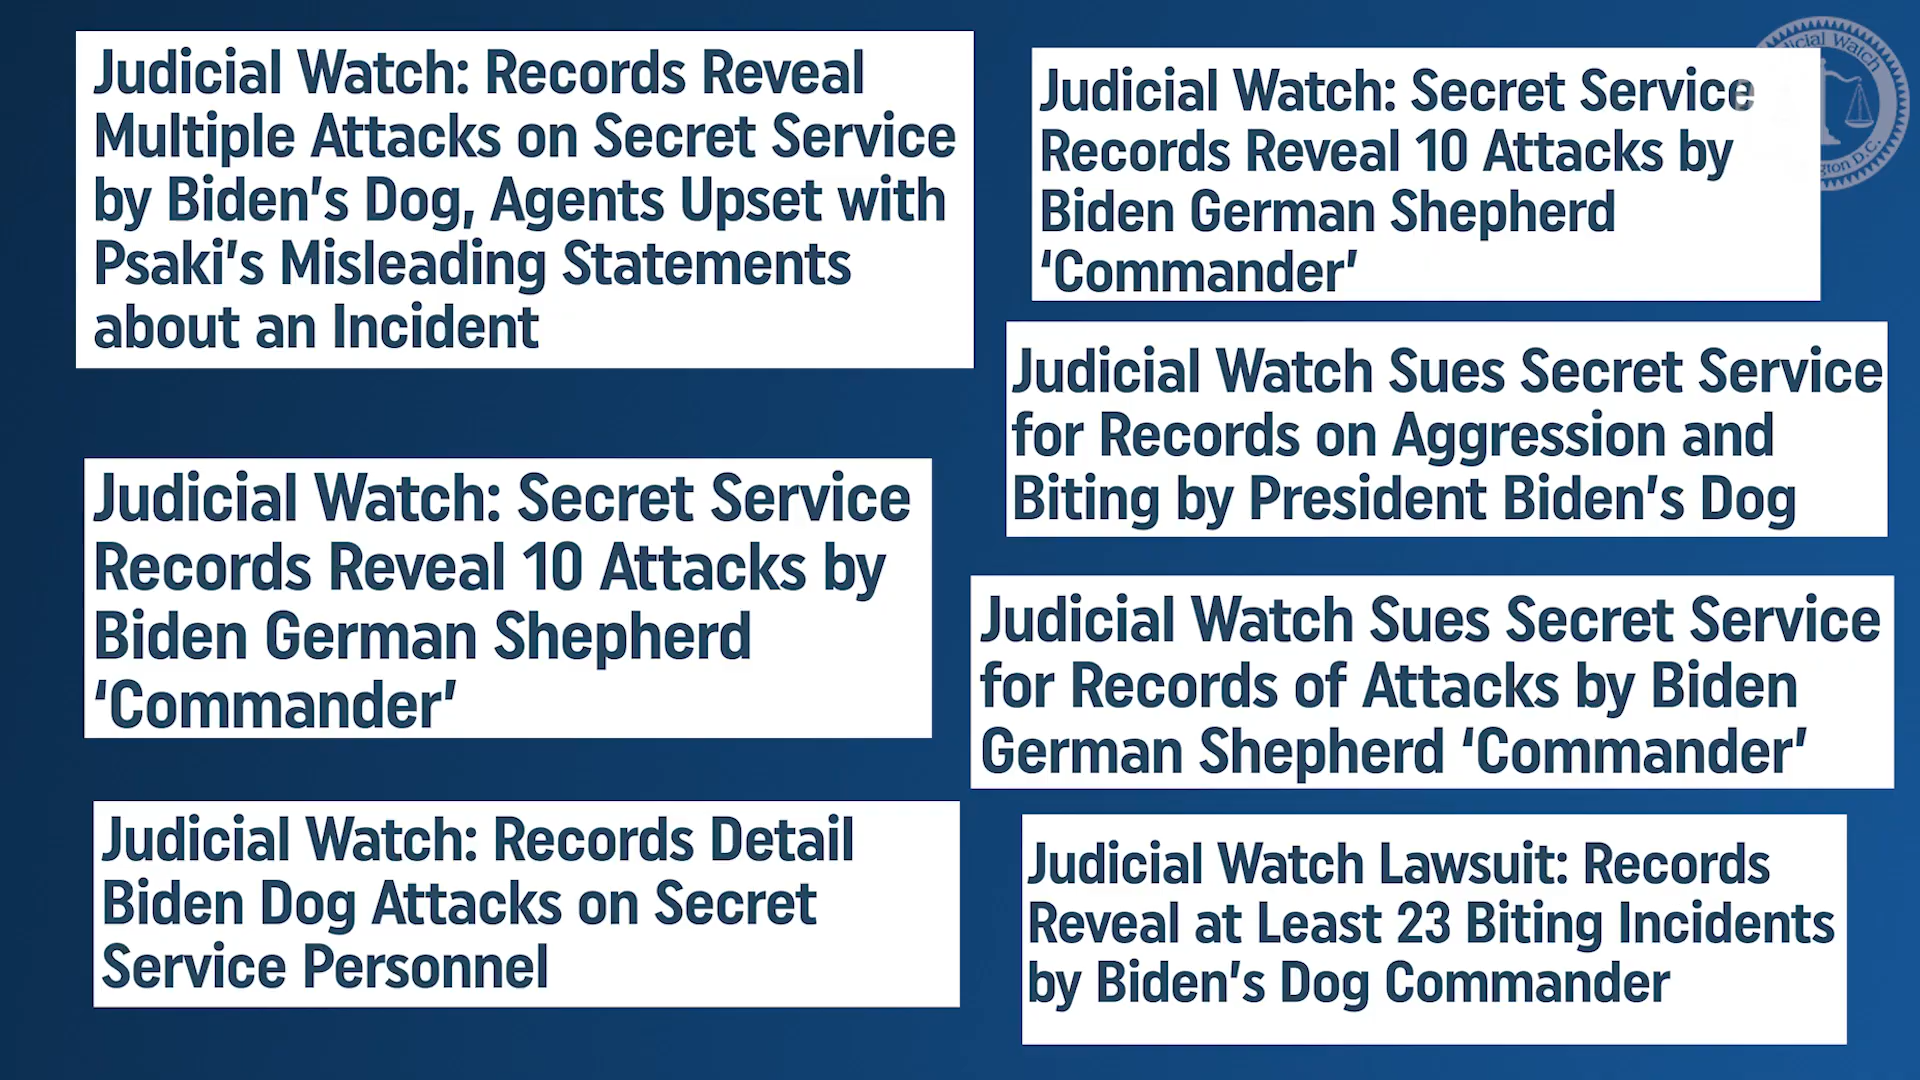 Judicial Watch: Records Reveal
Multiple Attacks on Secret Service
by Biden's Dog, Agents Upset with
Psaki's Misleading Statements
about an Incident
Judicial Watch: Secret Service
Records Reveal 10 Attacks by
Biden German Shepherd
‘Commander’
Judicial Watch: Records Detail
Biden Dog Attacks on Secret
Service Personnel
Judicial Watch: Secret Service
Records Reveal 10 Attacks by
Biden German Shepherd
‘Commander’
Judicial Watch Sues Secret Service
for Records on Aggression and
Biting by President Biden's Dog
Judicial Watch Sues Secret Service
for Records of Attacks by Biden
German Shepherd ‘Commander’
Judicial Watch Lawsuit: Records
Reveal at Least 23 Biting Incidents
by Biden's Dog Commander
Watch
D.C.